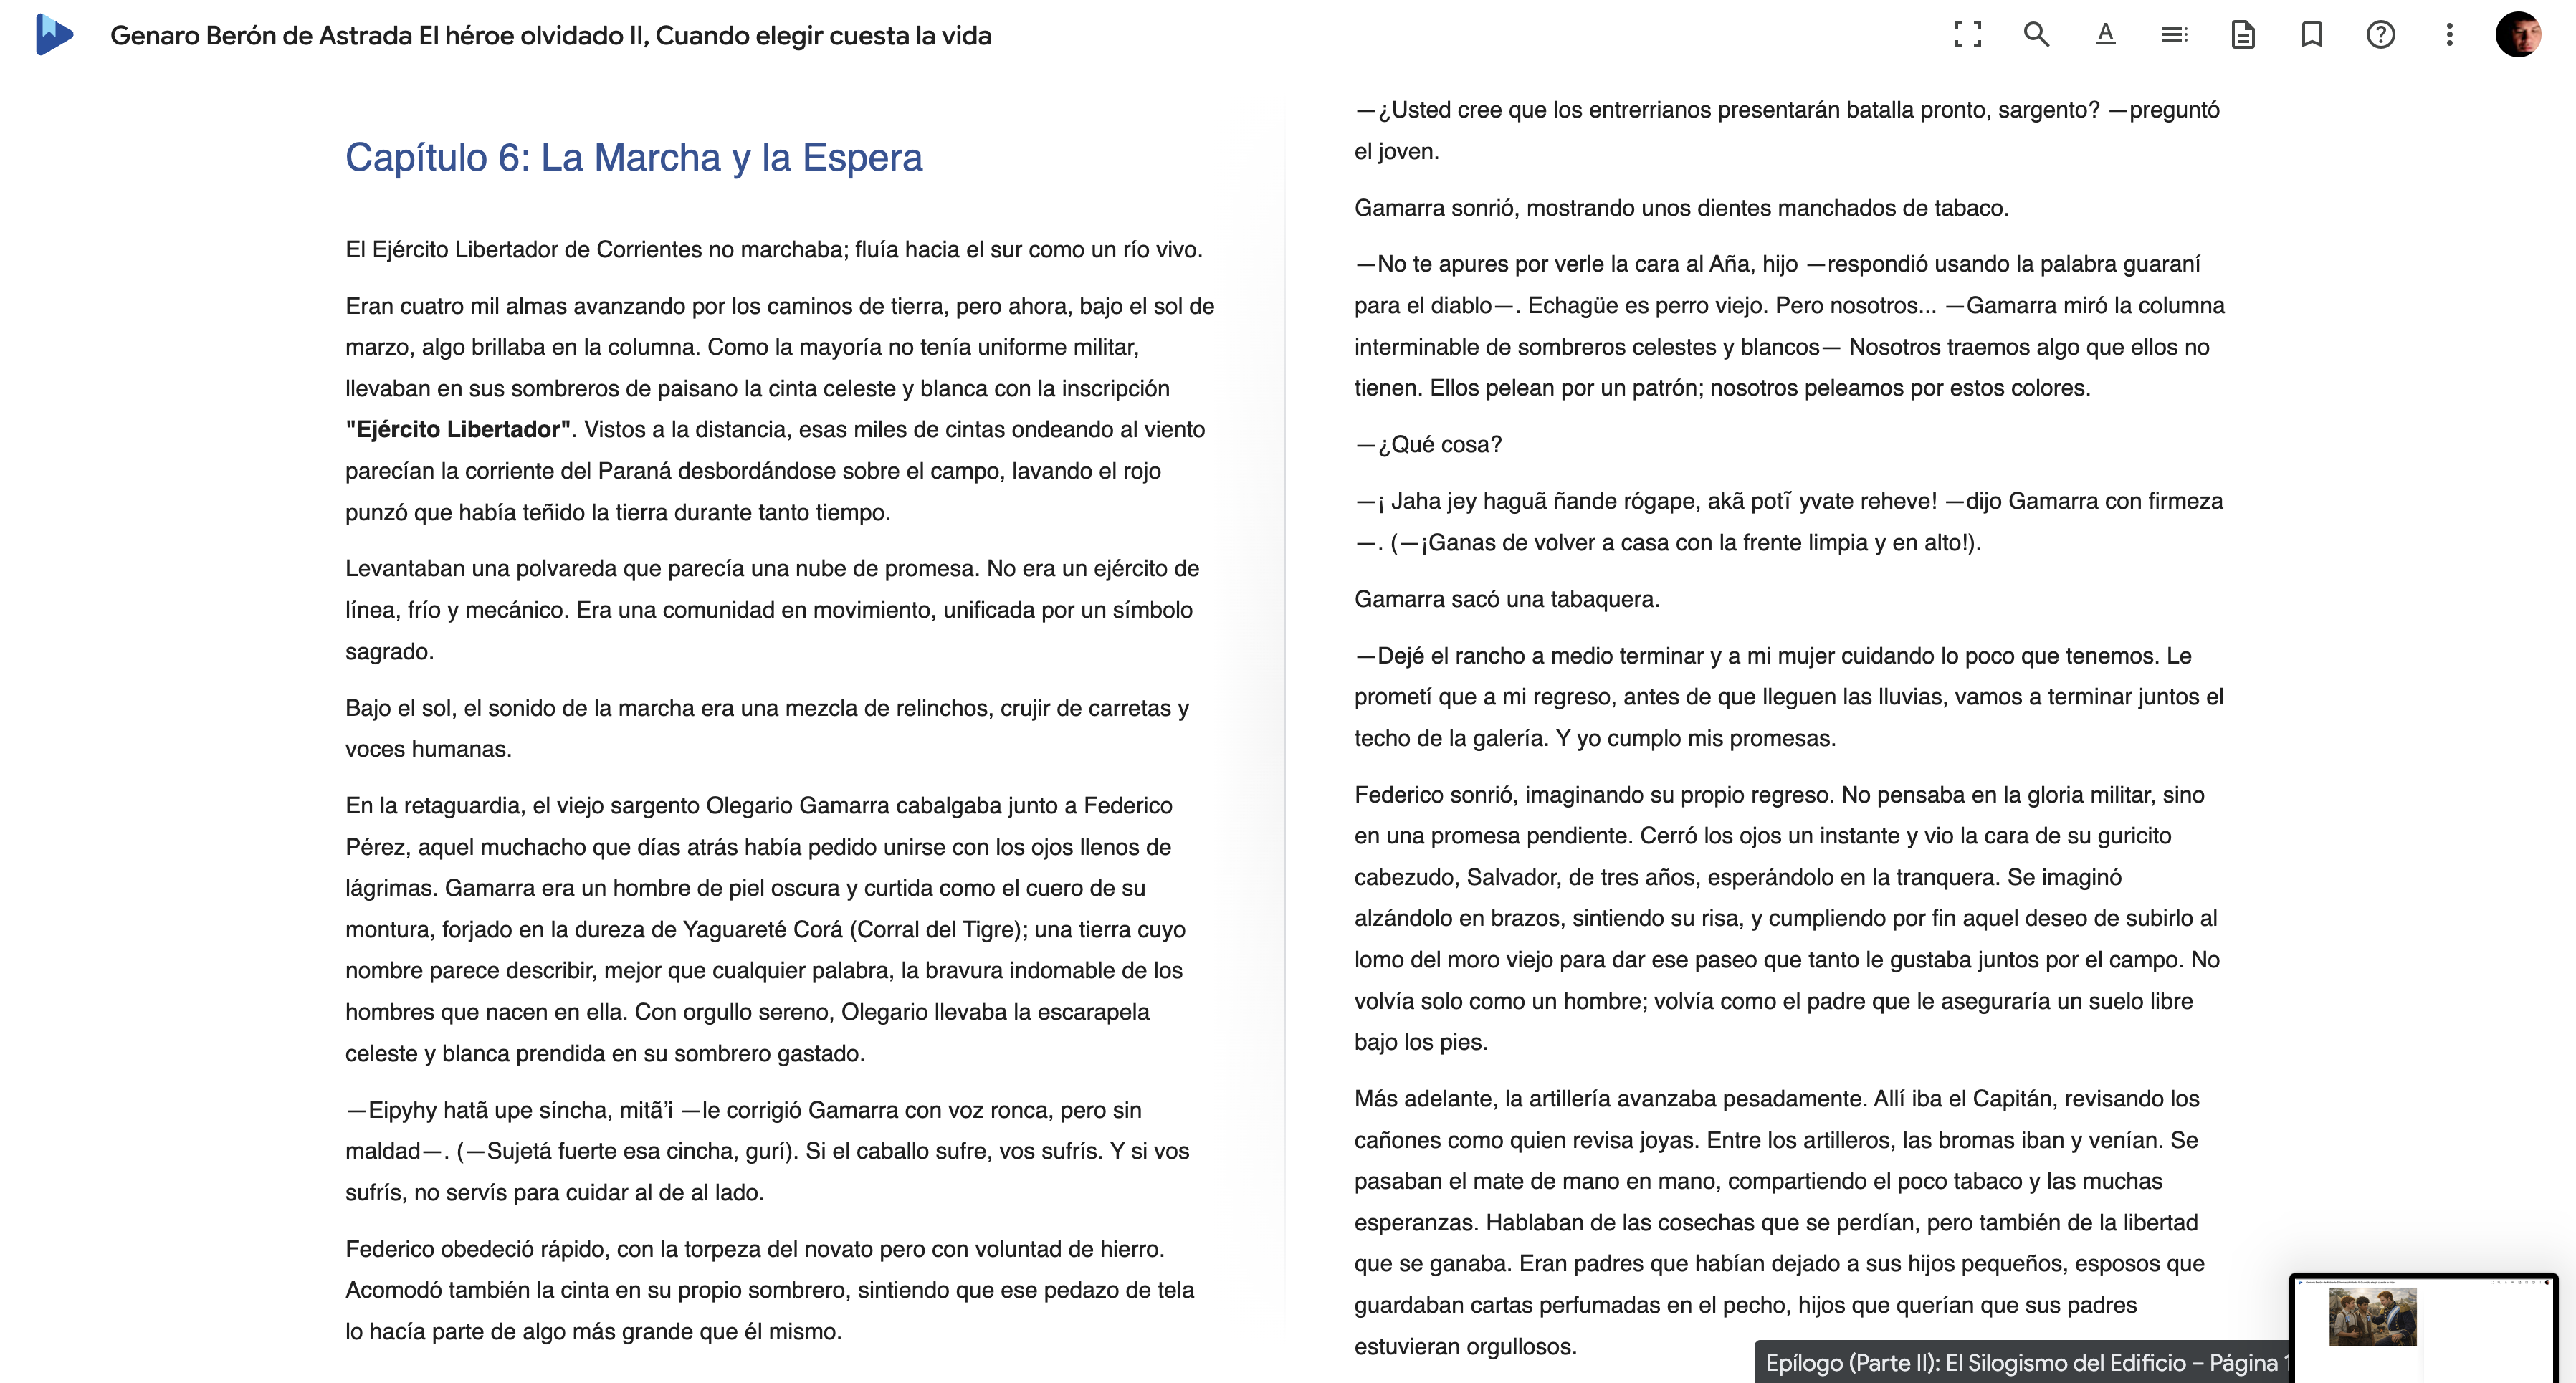 Genaro Berón de Astrada El héroe olvidado II, Cuando elegir cuesta la vida
Capítulo 6: La Marcha y la Espera
El Ejército Libertador de Corrientes no marchaba; fluía hacia el sur como un río vivo.
Eran cuatro mil almas avanzando por los caminos de tierra, pero ahora, bajo el sol de
marzo, algo brillaba en la columna. Como la mayoría no tenía uniforme militar,
llevaban en sus sombreros de paisano la cinta celeste y blanca con la inscripción
"Ejército Libertador". Vistos a la distancia, esas miles de cintas ondeando al viento
parecían la corriente del Paraná desbordándose sobre el campo, lavando el rojo
punzó que había teñido la tierra durante tanto tiempo.
Levantaban una polvareda que parecía una nube de promesa. No era un ejército de
línea, frío y mecánico. Era una comunidad en movimiento, unificada por un símbolo
sagrado.
Bajo el sol, el sonido de la marcha era una mezcla de relinchos, crujir de carretas y
voces humanas.
En la retaguardia, el viejo sargento Olegario Gamarra cabalgaba junto a Federico
Pérez, aquel muchacho que días atrás había pedido unirse con los ojos llenos de
lágrimas. Gamarra era un hombre de piel oscura y curtida como el cuero de su
montura, forjado en la dureza de Yaguareté Corá (Corral del Tigre); una tierra cuyo
nombre parece describir, mejor que cualquier palabra, la bravura indomable de los
hombres que nacen en ella. Con orgullo sereno, Olegario llevaba la escarapela
celeste y blanca prendida en su sombrero gastado.
—Eipyhy hatã upe síncha, mitã’i —le corrigió Gamarra con voz ronca, pero sin
maldad—. (—Sujetá fuerte esa cincha, gurí). Si el caballo sufre, vos sufrís. Y si vos
sufrís, no servís para cuidar al de al lado.
Federico obedeció rápido, con la torpeza del novato pero con voluntad de hierro.
Acomodó también la cinta en su propio sombrero, sintiendo que ese pedazo de tela
lo hacía parte de algo más grande que él mismo.
—¿Usted cree que los entrerrianos presentarán batalla pronto, sargento? —preguntó
el joven.
Gamarra sonrió, mostrando unos dientes manchados de tabaco.
—No te apures por verle la cara al Aña, hijo —respondió usando la palabra guaraní
para el diablo—. Echagüe es perro viejo. Pero nosotros... —Gamarra miró la columna
interminable de sombreros celestes y blancos— Nosotros traemos algo que ellos no
tienen. Ellos pelean por un patrón; nosotros peleamos por estos colores.
—¿Qué cosa?
—¡ Jaha jey haguã ñande rógape, akã potĩ yvate reheve! —dijo Gamarra con firmeza
—. (—¡Ganas de volver a casa con la frente limpia y en alto!).
Gamarra sacó una tabaquera.
—Dejé el rancho a medio terminar y a mi mujer cuidando lo poco que tenemos. Le
prometí que a mi regreso, antes de que lleguen las lluvias, vamos a terminar juntos el
techo de la galería. Y yo cumplo mis promesas.
Federico sonrió, imaginando su propio regreso. No pensaba en la gloria militar, sino
en una promesa pendiente. Cerró los ojos un instante y vio la cara de su guricito
cabezudo, Salvador, de tres años, esperándolo en la tranquera. Se imaginó
alzándolo en brazos, sintiendo su risa, y cumpliendo por fin aquel deseo de subirlo al
lomo del moro viejo para dar ese paseo que tanto le gustaba juntos por el campo. No
volvía solo como un hombre; volvía como el padre que le aseguraría un suelo libre
bajo los pies.
Más adelante, la artillería avanzaba pesadamente. Allí iba el Capitán, revisando los
cañones como quien revisa joyas. Entre los artilleros, las bromas iban y venían. Se
pasaban el mate de mano en mano, compartiendo el poco tabaco y las muchas
esperanzas. Hablaban de las cosechas que se perdían, pero también de la libertad
que se ganaba. Eran padres que habían dejado a sus hijos pequeños, esposos que
guardaban cartas perfumadas en el pecho, hijos que querían que sus padres
estuvieran orgullosos.
Epílogo (Parte II): El Silogismo del Edificio – Página 1